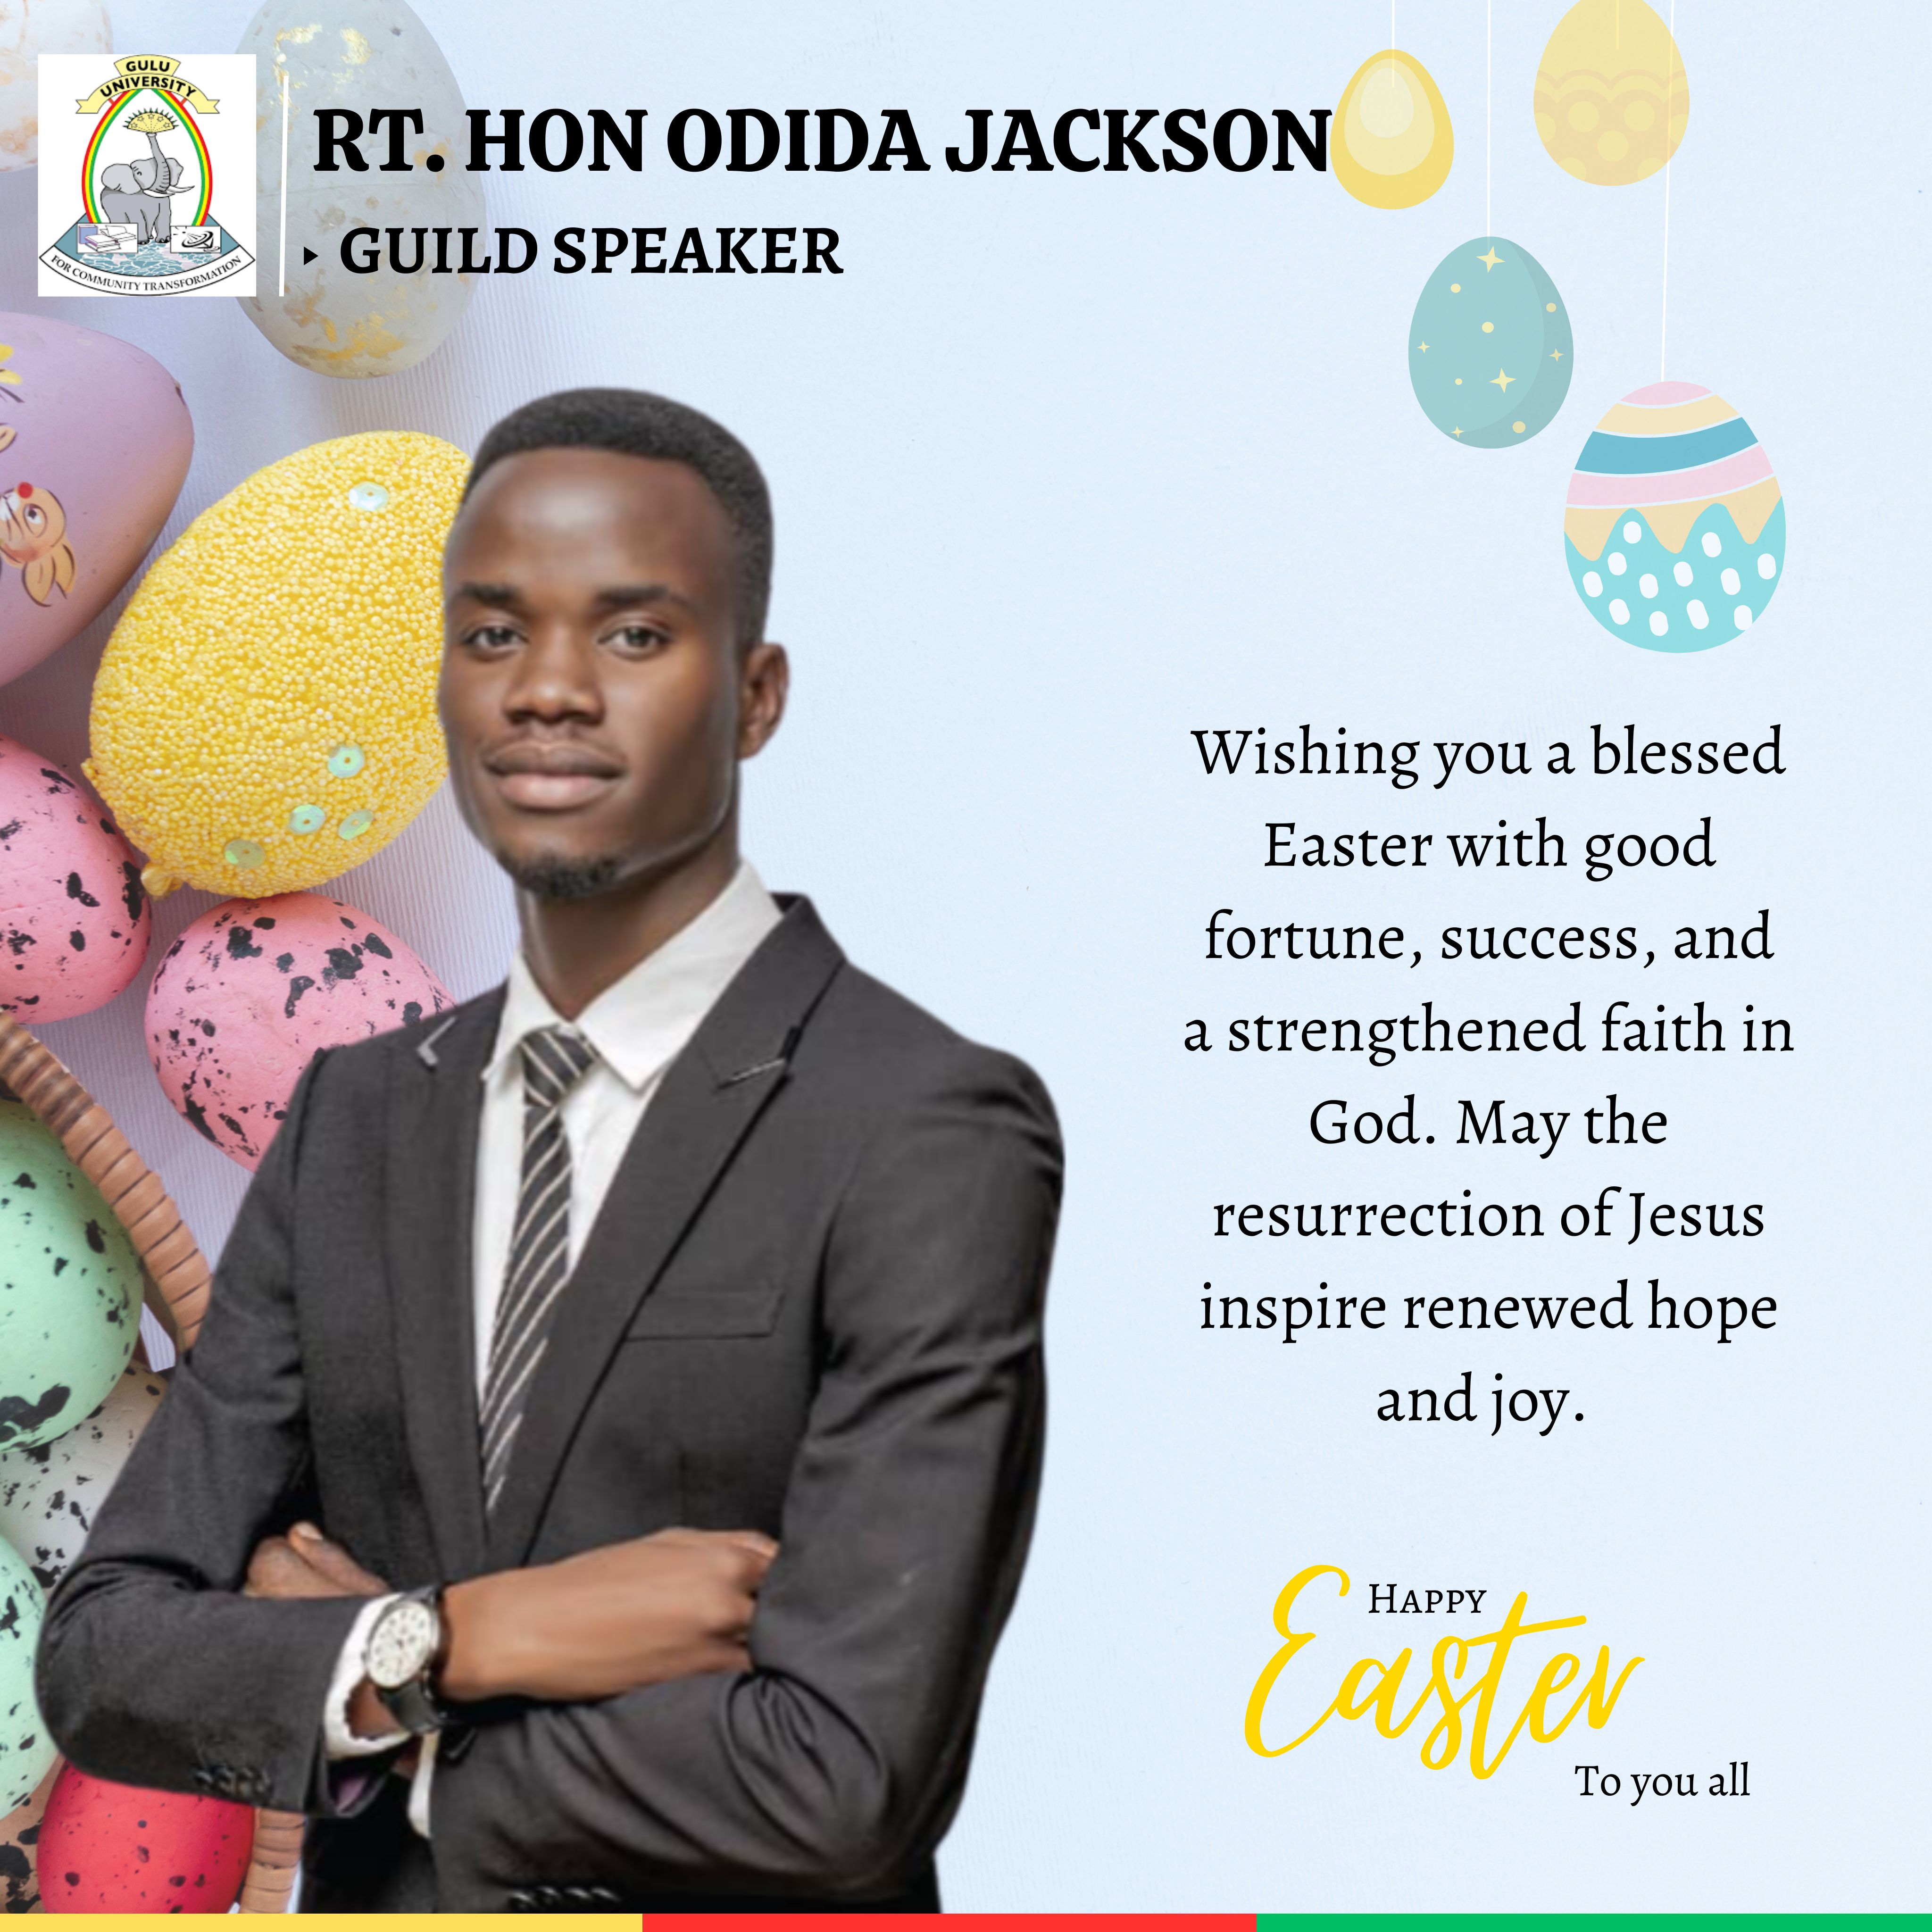 GULU
UNIVERSITY
FOR COMMUNITY TRANSFORMATION
RT. HON ODIDA JACKSON
‣ GUILD SPEAKER
Wishing you a blessed
Easter with good
fortune, success, and
a strengthened faith in
God. May the
resurrection of Jesus
inspire renewed hope
and joy.
HAPPY
Easter
To you all